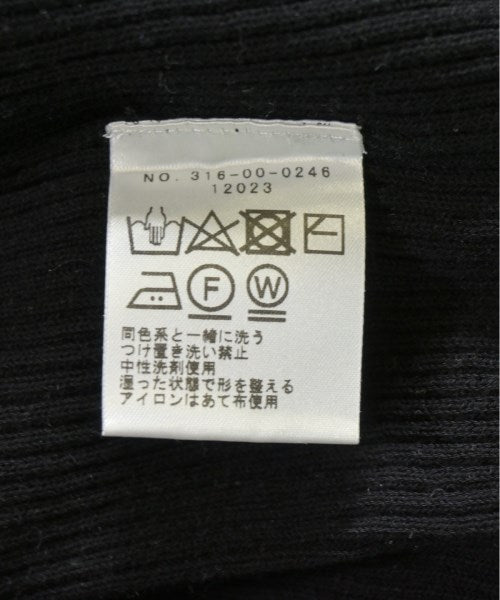 NO. 316-00-0246
12023
F W
同色系と一緒に洗う
つけ置き洗い禁止
中性洗剤使用
湿った状態で形を整える
アイロンはあて布使用